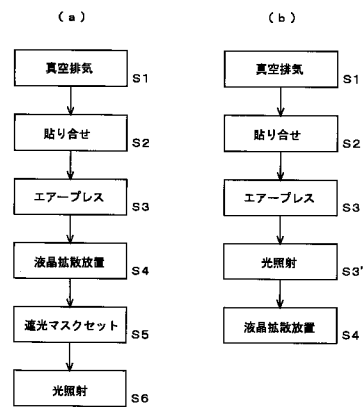 (a)
真空排気
S1
貼り合せ
S2
エアープレス
S3
液晶拡散放置
S4
遮光マスクセット
S5
光照射
S6
(b)
真空排気
S1
貼り合せ
S2
エアープレス
S3
光照射
S3'
液晶拡散放置
S4